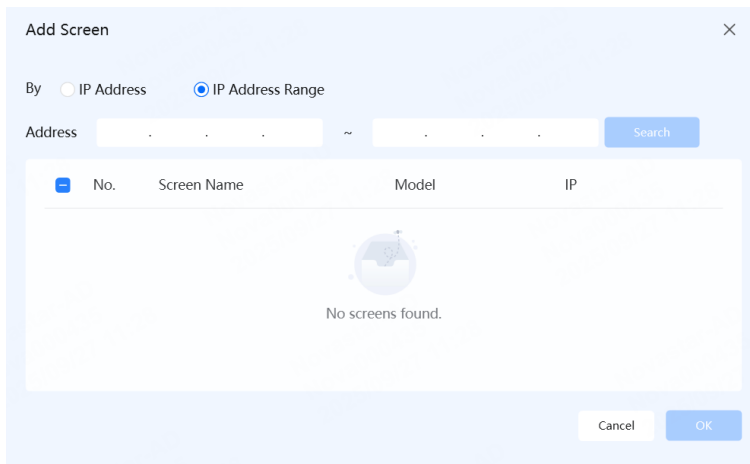 Add Screen
By IP Address IP Address Range
Address . . . ~ . . . Search
No. Screen Name Model IP
No screens found.
Cancel OK